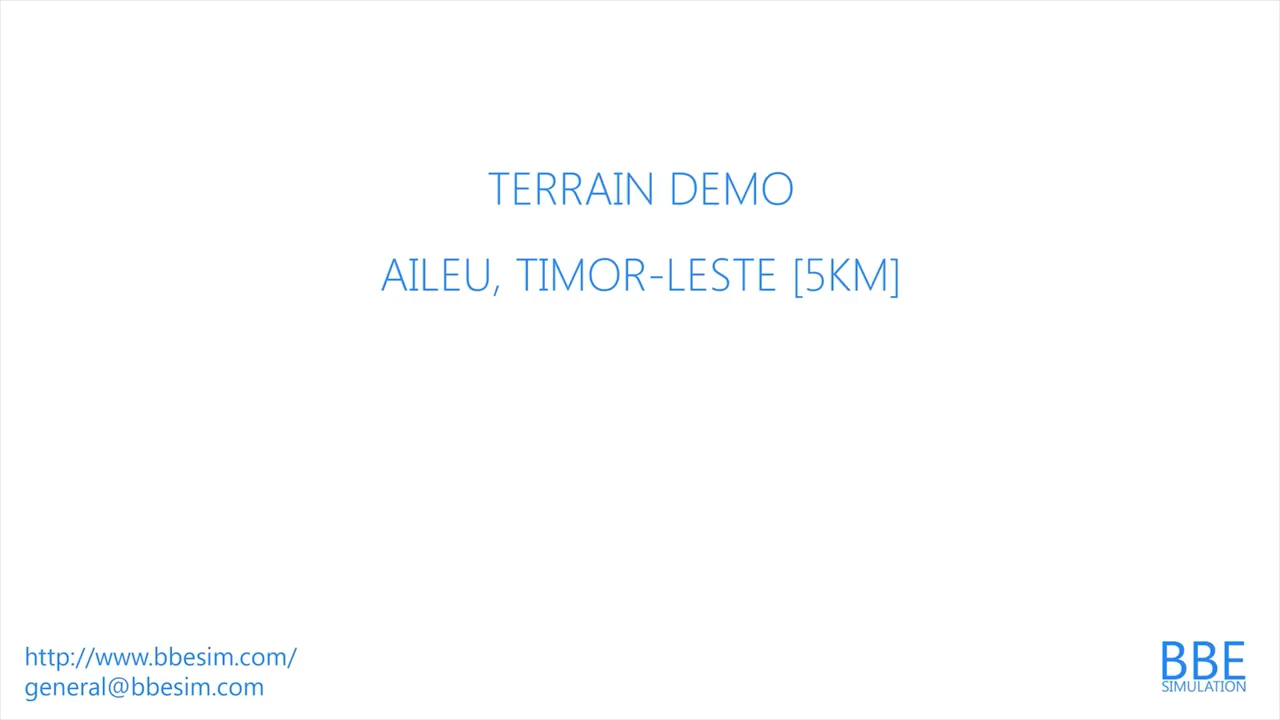 TERRAIN DEMO
AILEU, TIMOR-LESTE [5KM]
http://www.bbesim.com/
general@bbesim.com
BBE
SIMULATION